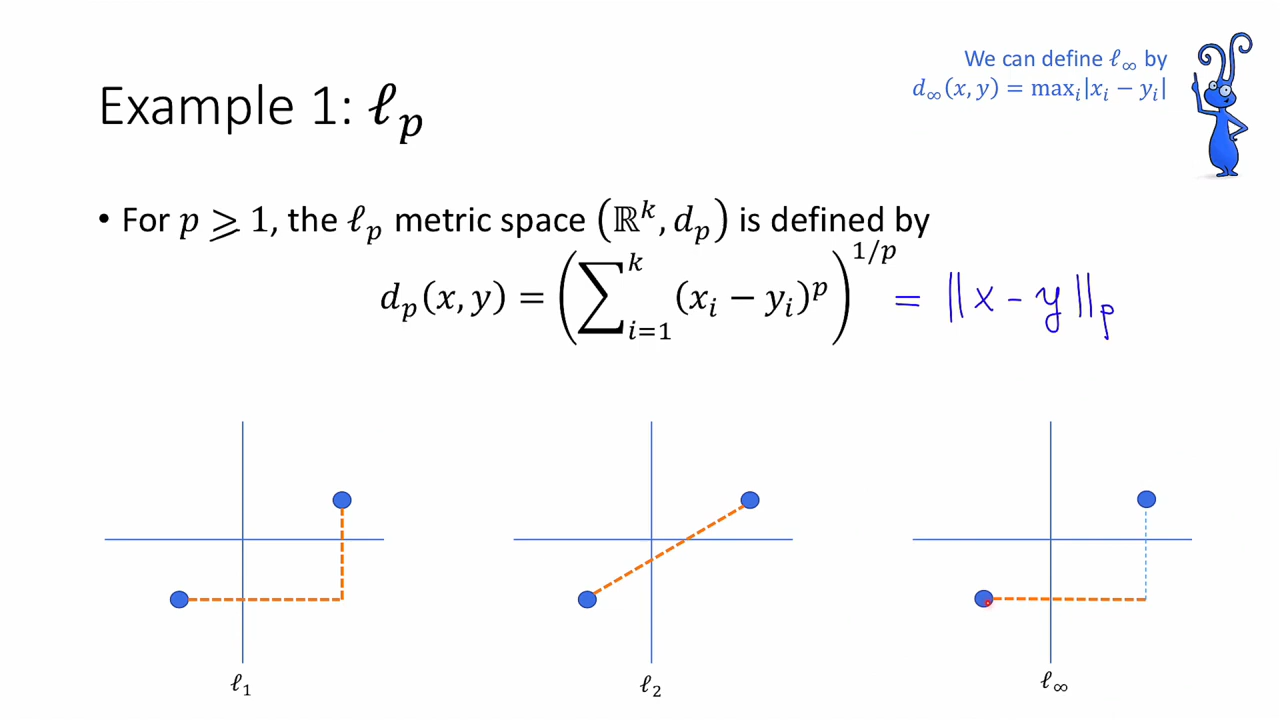 We can define ℓ∞ by
d∞(x, y) = maxᵢ|xᵢ − yᵢ|
Example 1: ℓₚ
• For p ⩾ 1, the ℓₚ metric space (ℝᵏ, dₚ) is defined by
dₚ(x, y) = (∑ᵢ₌₁ᵏ (xᵢ − yᵢ)ᵖ)^{1/p} = ||x - y||ₚ
ℓ₁
ℓ₂
ℓ∞